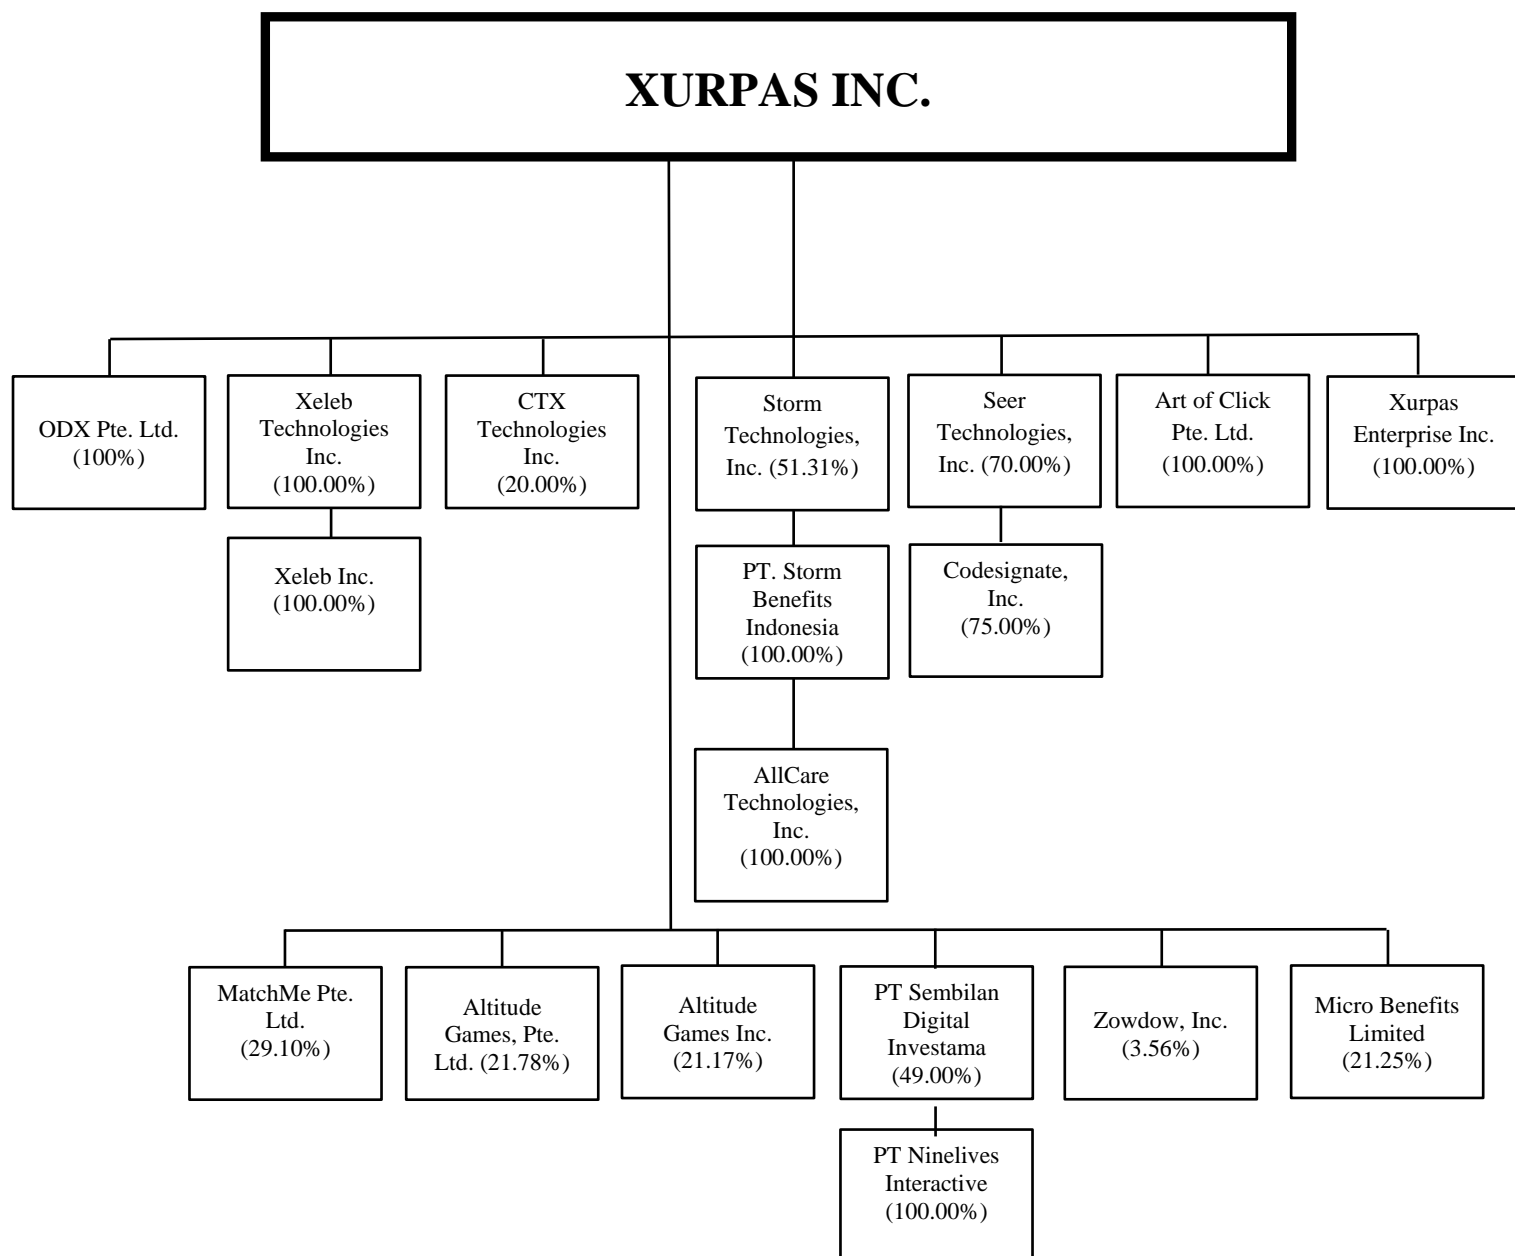 XURPAS INC.
ODX Pte. Ltd.
(100%)
Xeleb
Technologies
Inc.
(100.00%)
CTX
Technologies
Inc.
(20.00%)
Storm
Technologies,
Inc. (51.31%)
Seer
Technologies,
Inc. (70.00%)
Art of Click
Pte. Ltd.
(100.00%)
Xurpas
Enterprise Inc.
(100.00%)
Xeleb Inc.
(100.00%)
PT. Storm
Benefits
Indonesia
(100.00%)
Codesignate,
Inc.
(75.00%)
AllCare
Technologies,
Inc.
(100.00%)
MatchMe Pte.
Ltd.
(29.10%)
Altitude
Games, Pte.
Ltd. (21.78%)
Altitude
Games Inc.
(21.17%)
PT Sembilan
Digital
Investama
(49.00%)
Zowdow, Inc.
(3.56%)
Micro Benefits
Limited
(21.25%)
PT Ninelives
Interactive
(100.00%)